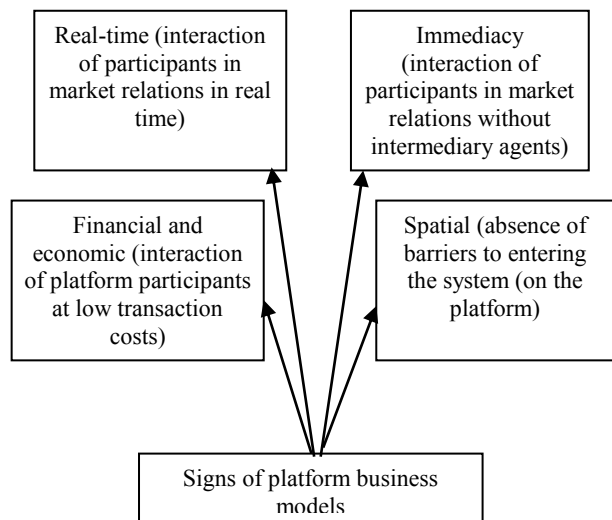 Real-time (interaction
of participants in
market relations in real
time)
Immediacy
(interaction of
participants in market
relations without
intermediary agents)
Financial and
economic (interaction
of platform participants
at low transaction
costs)
Spatial (absence of
barriers to entering
the system (on the
platform)
Signs of platform business
models